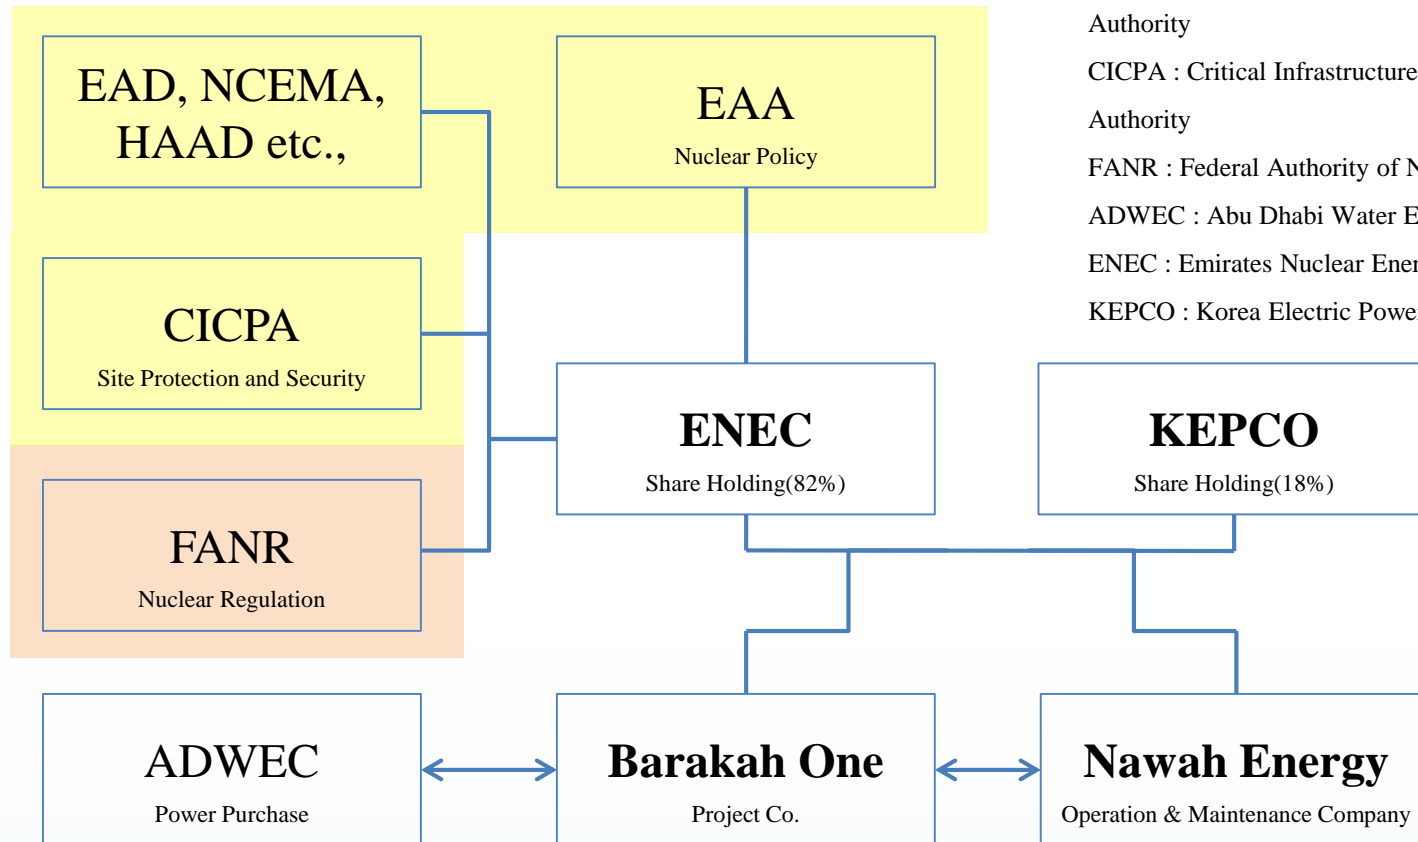 EAD, NCEMA,
HAAD etc.,
EAA
Nuclear Policy
Authority
CICPA : Critical Infrastructure
Authority
FANR : Federal Authority of
ADWEC : Abu Dhabi Water
ENEC : Emirates Nuclear
KEPCO : Korea Electric
CICPA
Site Protection and Security
ENEC
Share Holding(82%)
KEPCO
Share Holding(18%)
FANR
Nuclear Regulation
ADWEC
Power Purchase
Barakah One
Project Co.
Nawah Energy
Operation & Maintenance Company